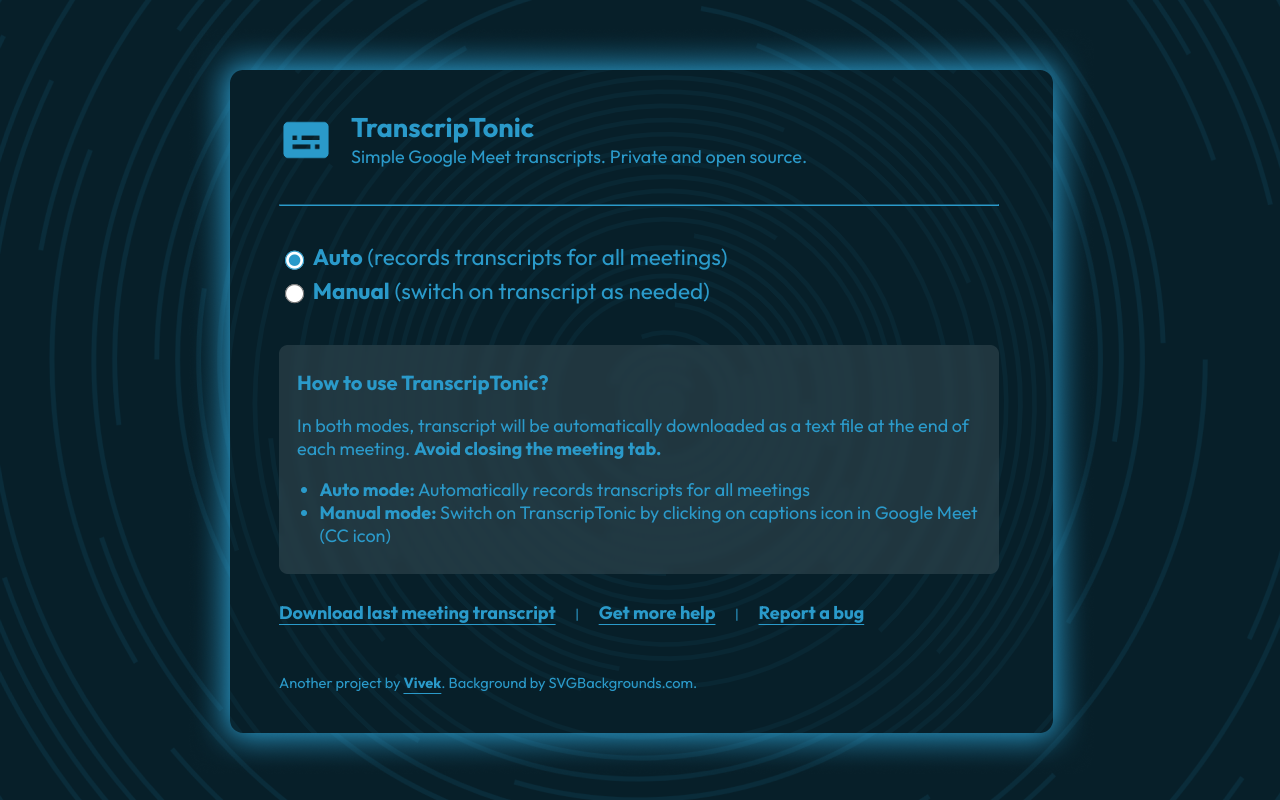 TranscripTonic
Simple Google Meet transcripts. Private and open source.
Auto (records transcripts for all meetings)
Manual (switch on transcript as needed)
How to use TranscripTonic?
In both modes, transcript will be automatically downloaded as a text file at the end of
each meeting. Avoid closing the meeting tab.
• Auto mode: Automatically records transcripts for all meetings
• Manual mode: Switch on TranscripTonic by clicking on captions icon in Google Meet
(CC icon)
Download last meeting transcript | Get more help | Report a bug
Another project by Vivek. Background by SVGBackgrounds.com.